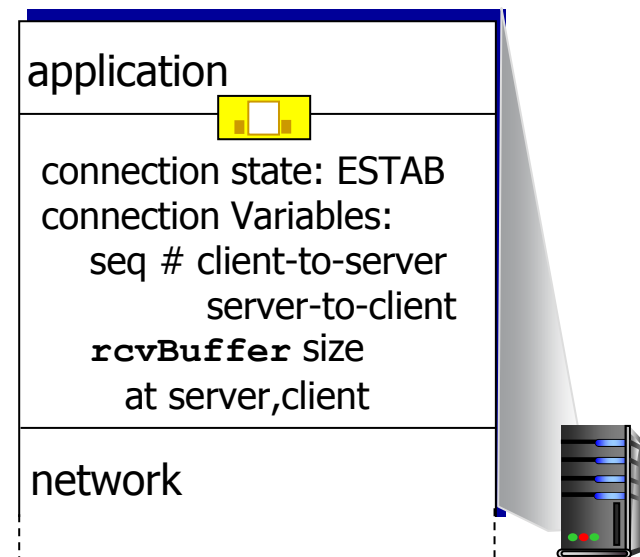 application
connection state: ESTAB
connection Variables:
seq # client-to-server
server-to-client
rcvBuffer size
at server,client
network